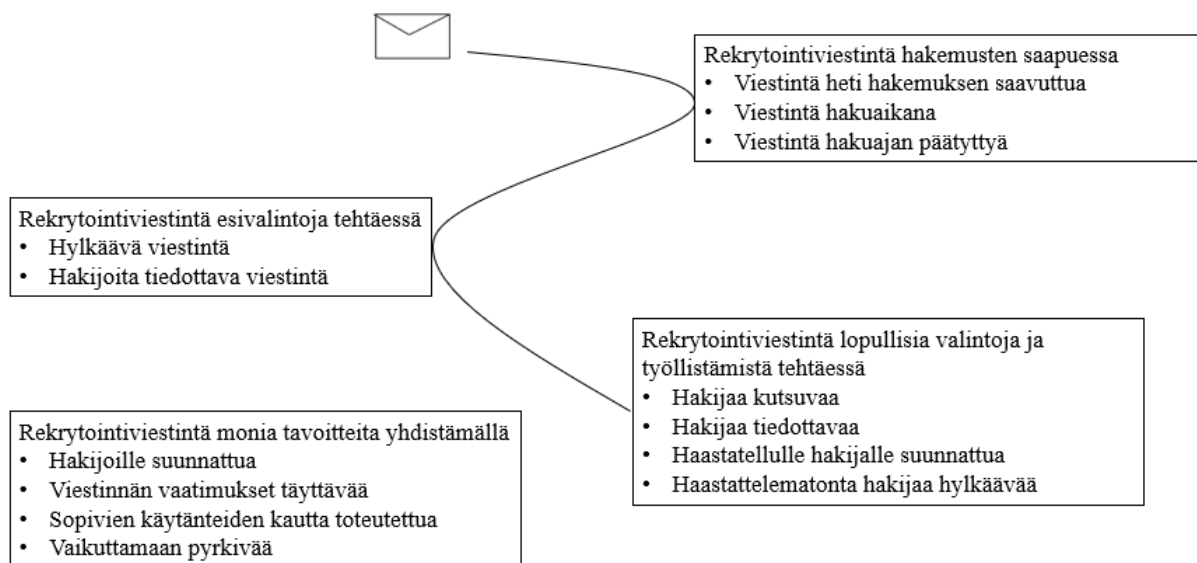 Rekrytointiviestintä hakemusten saapuessa
• Viestintä heti hakemuksen saavuttua
• Viestintä hakuaikana
• Viestintä hakuajan päätyttyä
Rekrytointiviestintä esivalintoja tehtäessä
• Hylkäävä viestintä
• Hakijoita tiedottava viestintä
Rekrytointiviestintä lopullisia valintoja ja
työllistämistä tehtäessä
• Hakijaa kutsuvaa
• Hakijaa tiedottavaa
• Haastatellulle hakijalle suunnattua
• Haastattelematonta hakijaa hylkäävää
Rekrytointiviestintä monia tavoitteita yhdistämällä
• Hakijoille suunnattua
• Viestinnän vaatimukset täyttävää
• Sopivien käytänteiden kautta toteutettua
• Vaikuttamaan pyrkivää